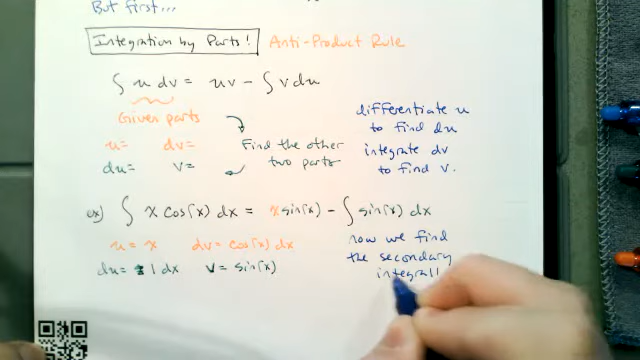 But first...
Integration by Parts! Anti-Product Rule
∫ u dv = uv - ∫ v du
Given parts
u= dv=
du= v=
Find the other
two parts
differentiate u
to find du
integrate dv
to find v.
ex) ∫ x cos(x) dx = x sin(x) - ∫ sin(x) dx
u = x dv = cos(x) dx
du = 1 dx v = sin(x)
now we find
the secondary
integral!